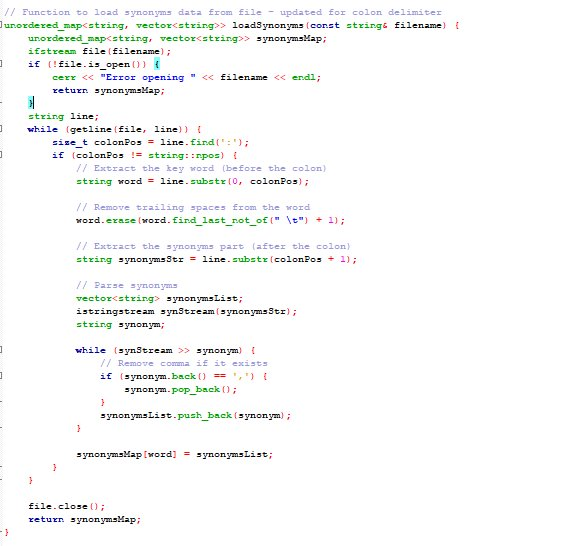 // Function to load synonyms data from file - updated for colon delimiter
unordered_map<string, vector<string>> loadSynonyms(const string& filename) {
    unordered_map<string, vector<string>> synonymsMap;
    ifstream file(filename);
    if (!file.is_open()) {
        cerr << "Error opening " << filename << endl;
        return synonymsMap;
    }
    string line;
    while (getline(file, line)) {
        size_t colonPos = line.find(':');
        if (colonPos != string::npos) {
            // Extract the key word (before the colon)
            string word = line.substr(0, colonPos);

            // Remove trailing spaces from the word
            word.erase(word.find_last_not_of(" \t") + 1);

            // Extract the synonyms part (after the colon)
            string synonymsStr = line.substr(colonPos + 1);

            // Parse synonyms
            vector<string> synonymsList;
            istringstream synStream(synonymsStr);
            string synonym;

            while (synStream >> synonym) {
                // Remove comma if it exists
                if (synonym.back() == ',') {
                    synonym.pop_back();
                }
                synonymsList.push_back(synonym);
            }

            synonymsMap[word] = synonymsList;
        }
    }

    file.close();
    return synonymsMap;
}